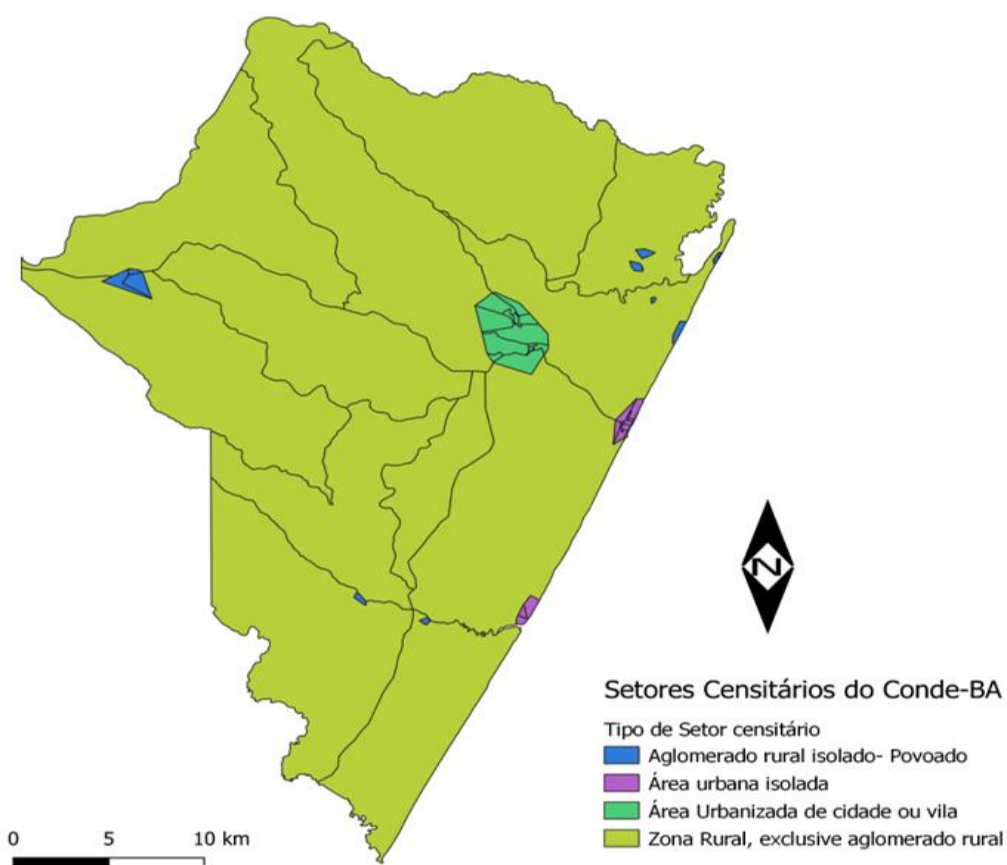 N
Setores Censitários do Conde-BA
Tipo de Setor censitário
Aglomerado rural isolado- Povoado
Área urbana isolada
Área Urbanizada de cidade ou vila
Zona Rural, exclusive aglomerado rural
0 5 10 km